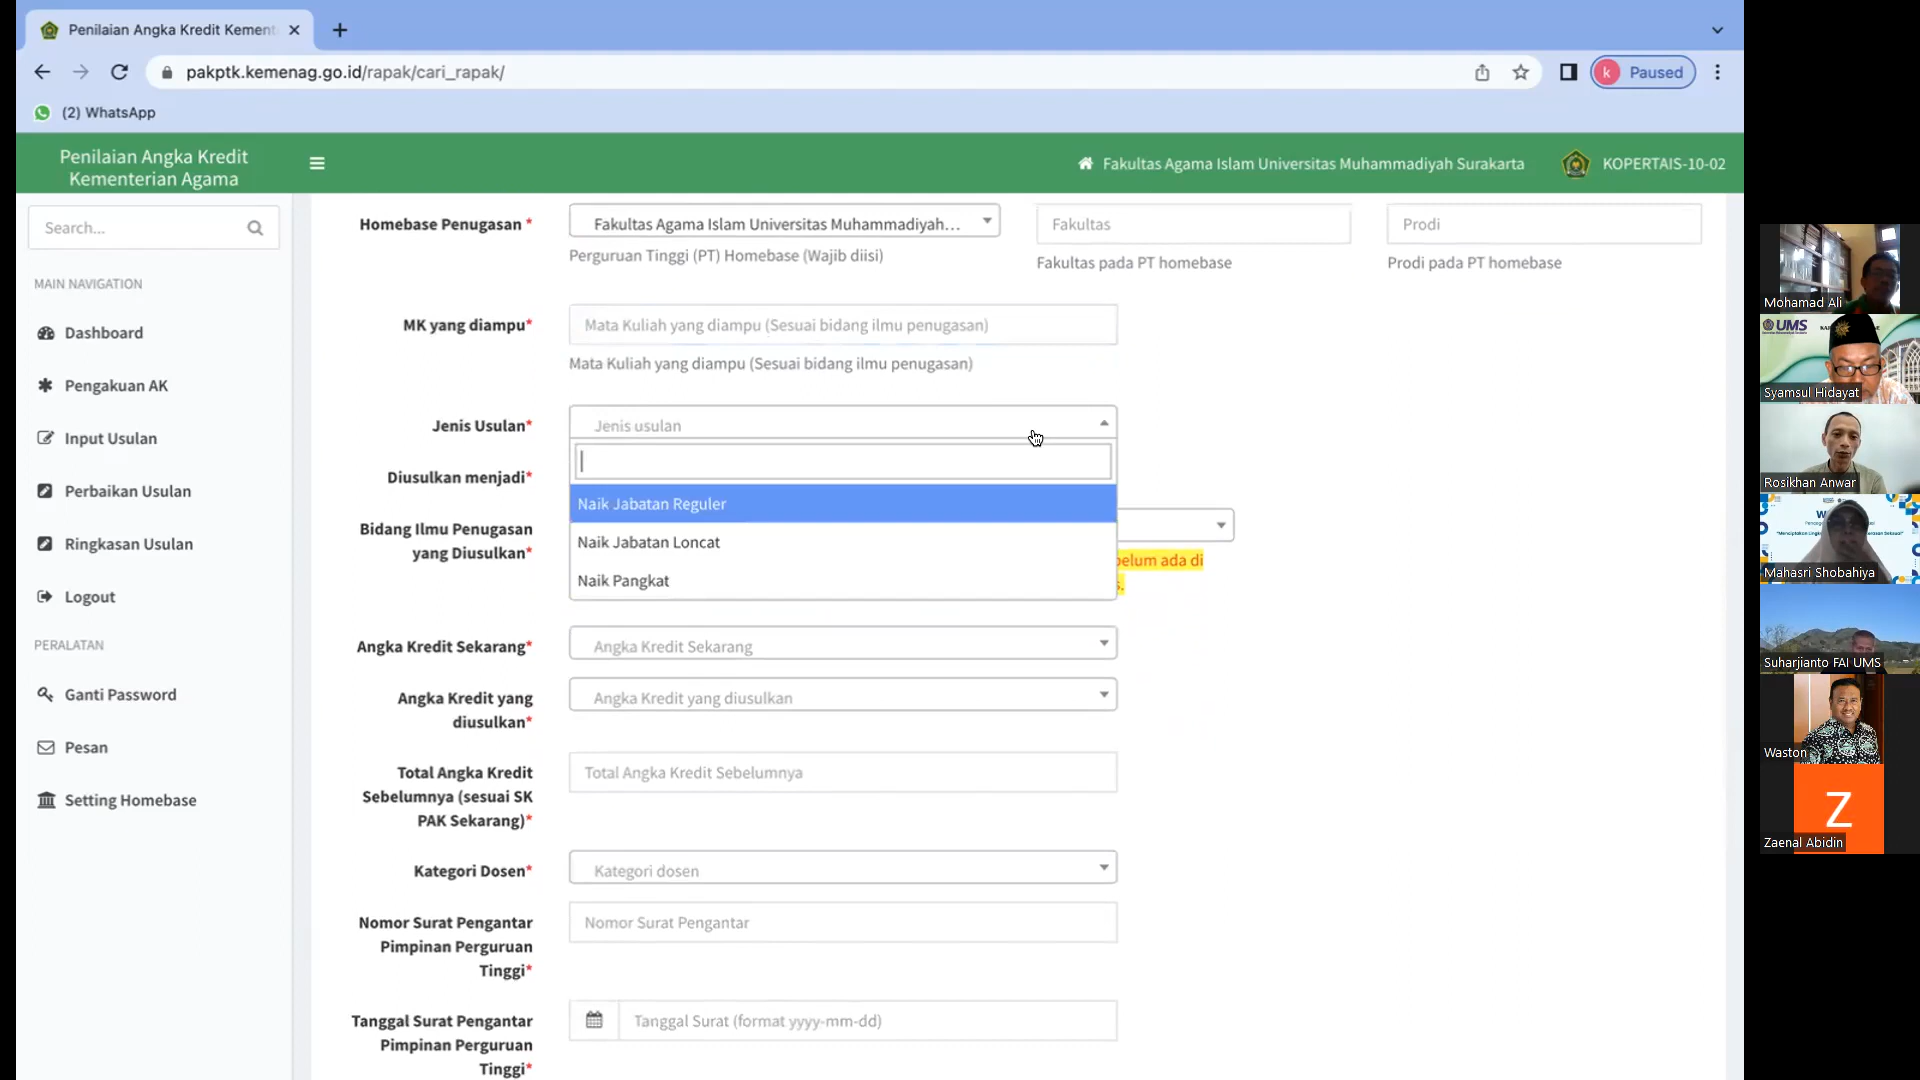 Penilaian Angka Kredit Kement
pakptk.kemenag.go.id/rapak/cari_rapak/
k Paused
(2) WhatsApp
Penilaian Angka Kredit
Kementerian Agama
Fakultas Agama Islam Universitas Muhammadiyah Surakarta
KOPERTAIS-10-02
Search...
MAIN NAVIGATION
Dashboard
Pengakuan AK
Input Usulan
Perbaikan Usulan
Ringkasan Usulan
Logout
PERALATAN
Ganti Password
Pesan
Setting Homebase
Homebase Penugasan *
Fakultas Agama Islam Universitas Muhammadiyah...
Fakultas
Prodi
Perguruan Tinggi (PT) Homebase (Wajib diisi)
Fakultas pada PT homebase
Prodi pada PT homebase
MK yang diampu*
Mata Kuliah yang diampu (Sesuai bidang ilmu penugasan)
Mata Kuliah yang diampu (Sesuai bidang ilmu penugasan)
Jenis Usulan*
Jenis usulan
Naik Jabatan Reguler
Naik Jabatan Loncat
Naik Pangkat
Diusulkan menjadi*
Bidang Ilmu Penugasan
yang Diusulkan*
belum ada di
s.
Angka Kredit Sekarang*
Angka Kredit Sekarang
Angka Kredit yang
diusulkan*
Angka Kredit yang diusulkan
Total Angka Kredit
Sebelumnya (sesuai SK
PAK Sekarang)*
Total Angka Kredit Sebelumnya
Kategori Dosen*
Kategori dosen
Nomor Surat Pengantar
Pimpinan Perguruan
Tinggi*
Nomor Surat Pengantar
Tanggal Surat Pengantar
Pimpinan Perguruan
Tinggi*
Tanggal Surat (format yyyy-mm-dd)
Mohamad Ali
UMS
Syamsul Hidayat
Rosikhan Anwar
Mahasri Shobahiya
Suharjianto FAI UMS
Waston
Z
Zaenal Abidin